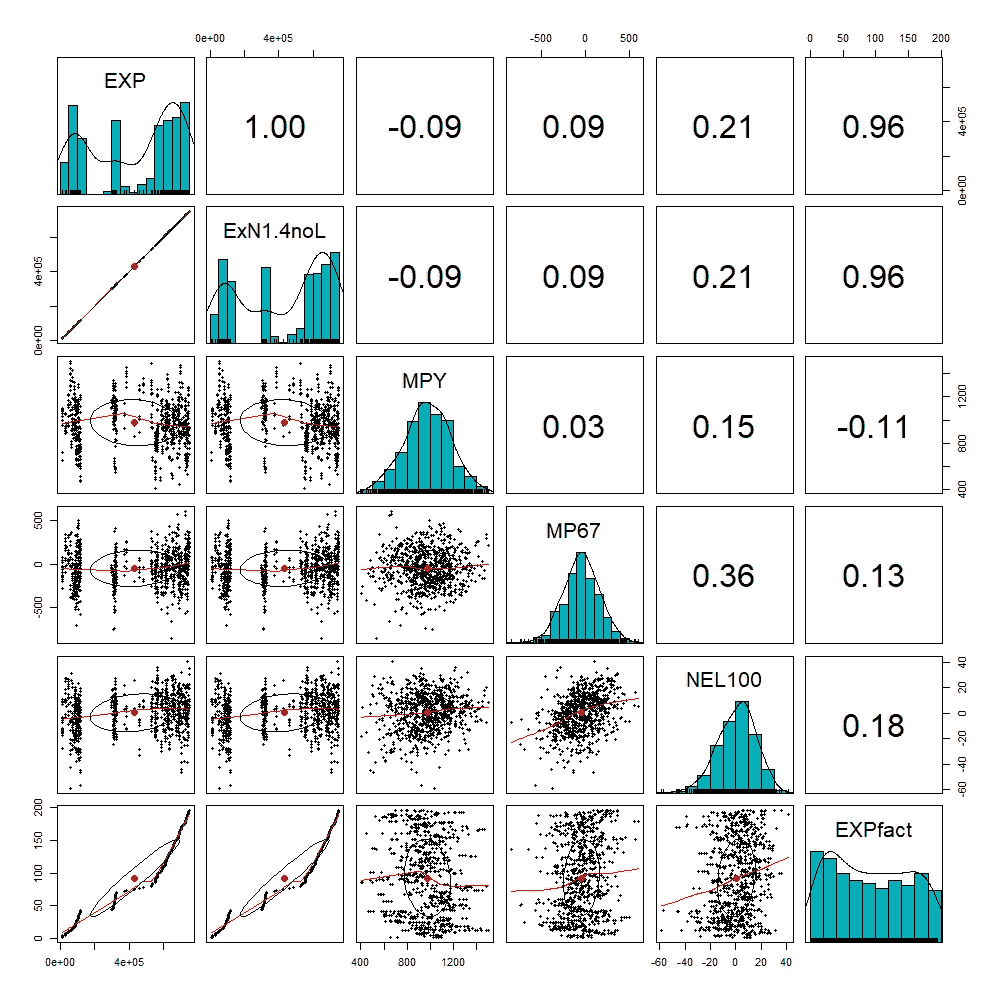 0e+00 4e+05 -500 0 500 0 50 100 150 200
EXP 1.00 -0.09 0.09 0.21 0.96 0e+00 4e+05
0e+00 4e+05 ExN1.4noL -0.09 0.09 0.21 0.96
MPY 0.03 0.15 -0.11 400 800 1200
-500 0 500 MP67 0.36 0.13
NEL100 0.18 -60 -40 -20 0 20 40
0 50 100 150 200 EXPfact
0e+00 4e+05 400 800 1200 -60 -40 -20 0 20 40